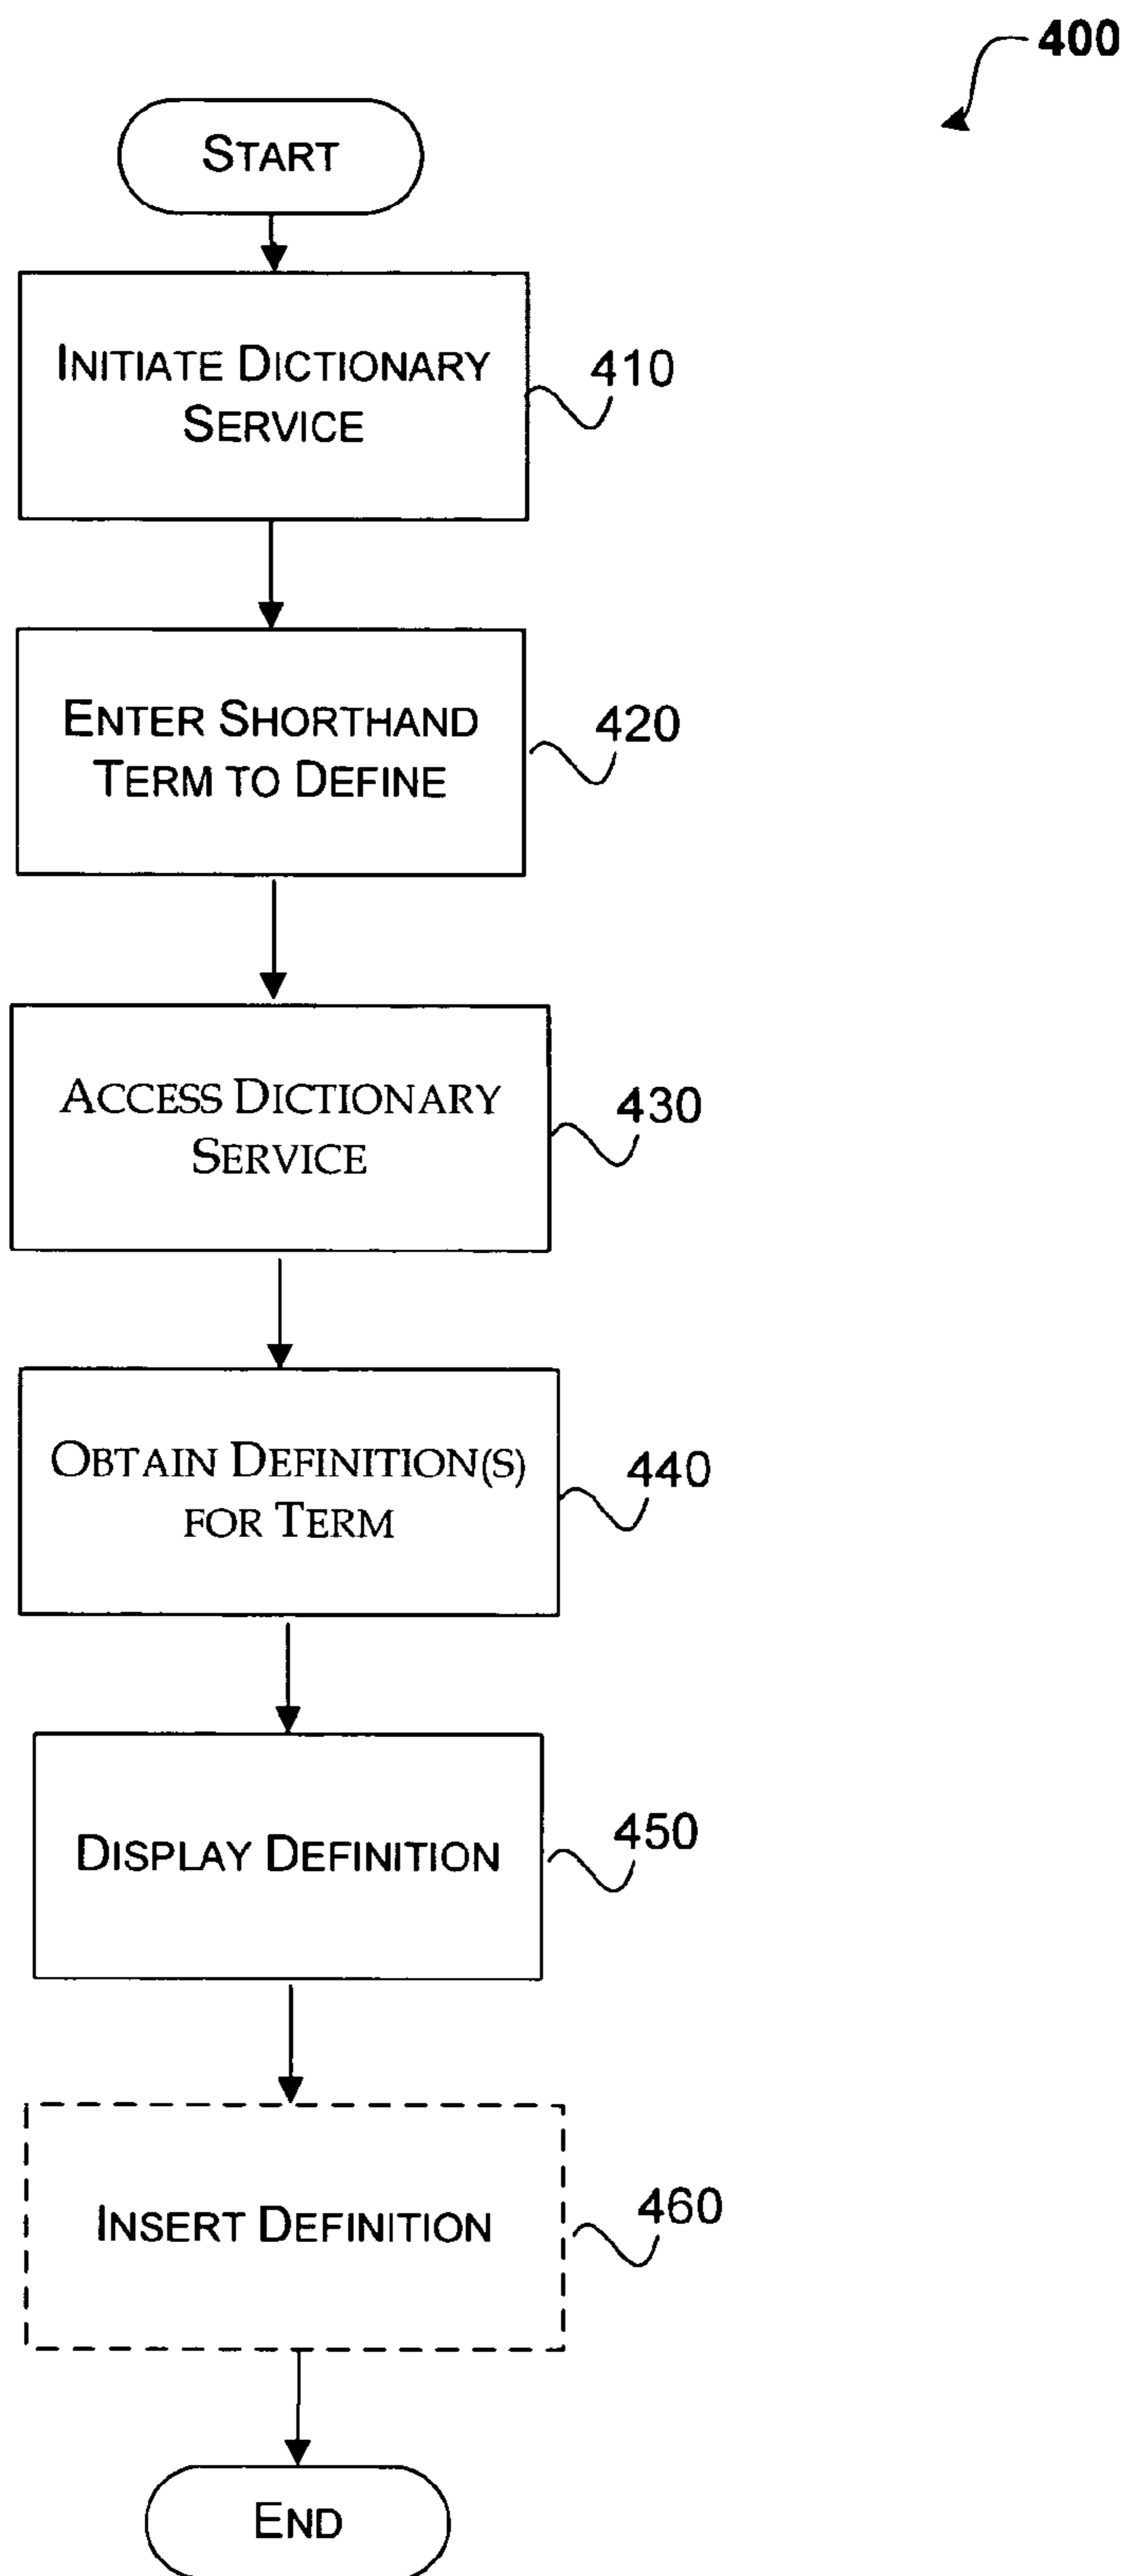 400
START
INITIATE DICTIONARY
SERVICE
410
ENTER SHORTHAND
TERM TO DEFINE
420
ACCESS DICTIONARY
SERVICE
430
OBTAIN DEFINITION(S)
FOR TERM
440
DISPLAY DEFINITION
450
INSERT DEFINITION
460
END